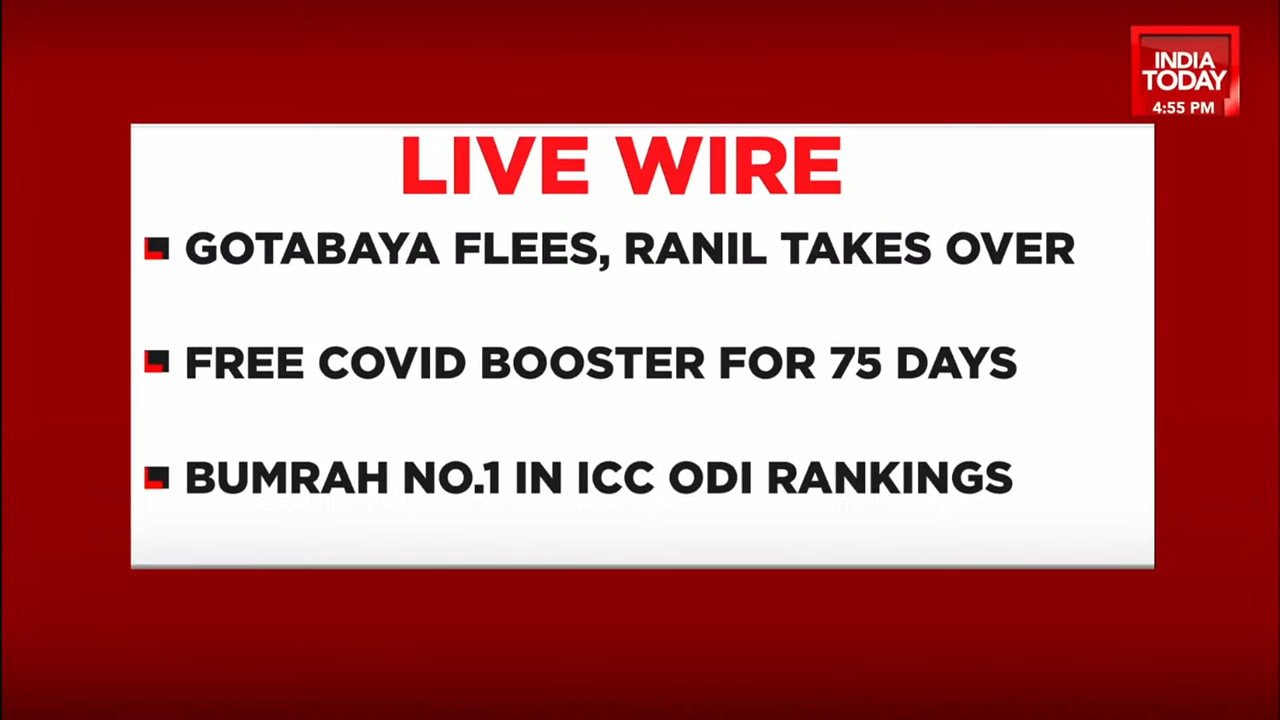 INDIA
TODAY
4:55 PM
LIVE WIRE
GOTABAYA FLEES, RANIL TAKES OVER
FREE COVID BOOSTER FOR 75 DAYS
BUMRAH NO.1 IN ICC ODI RANKINGS